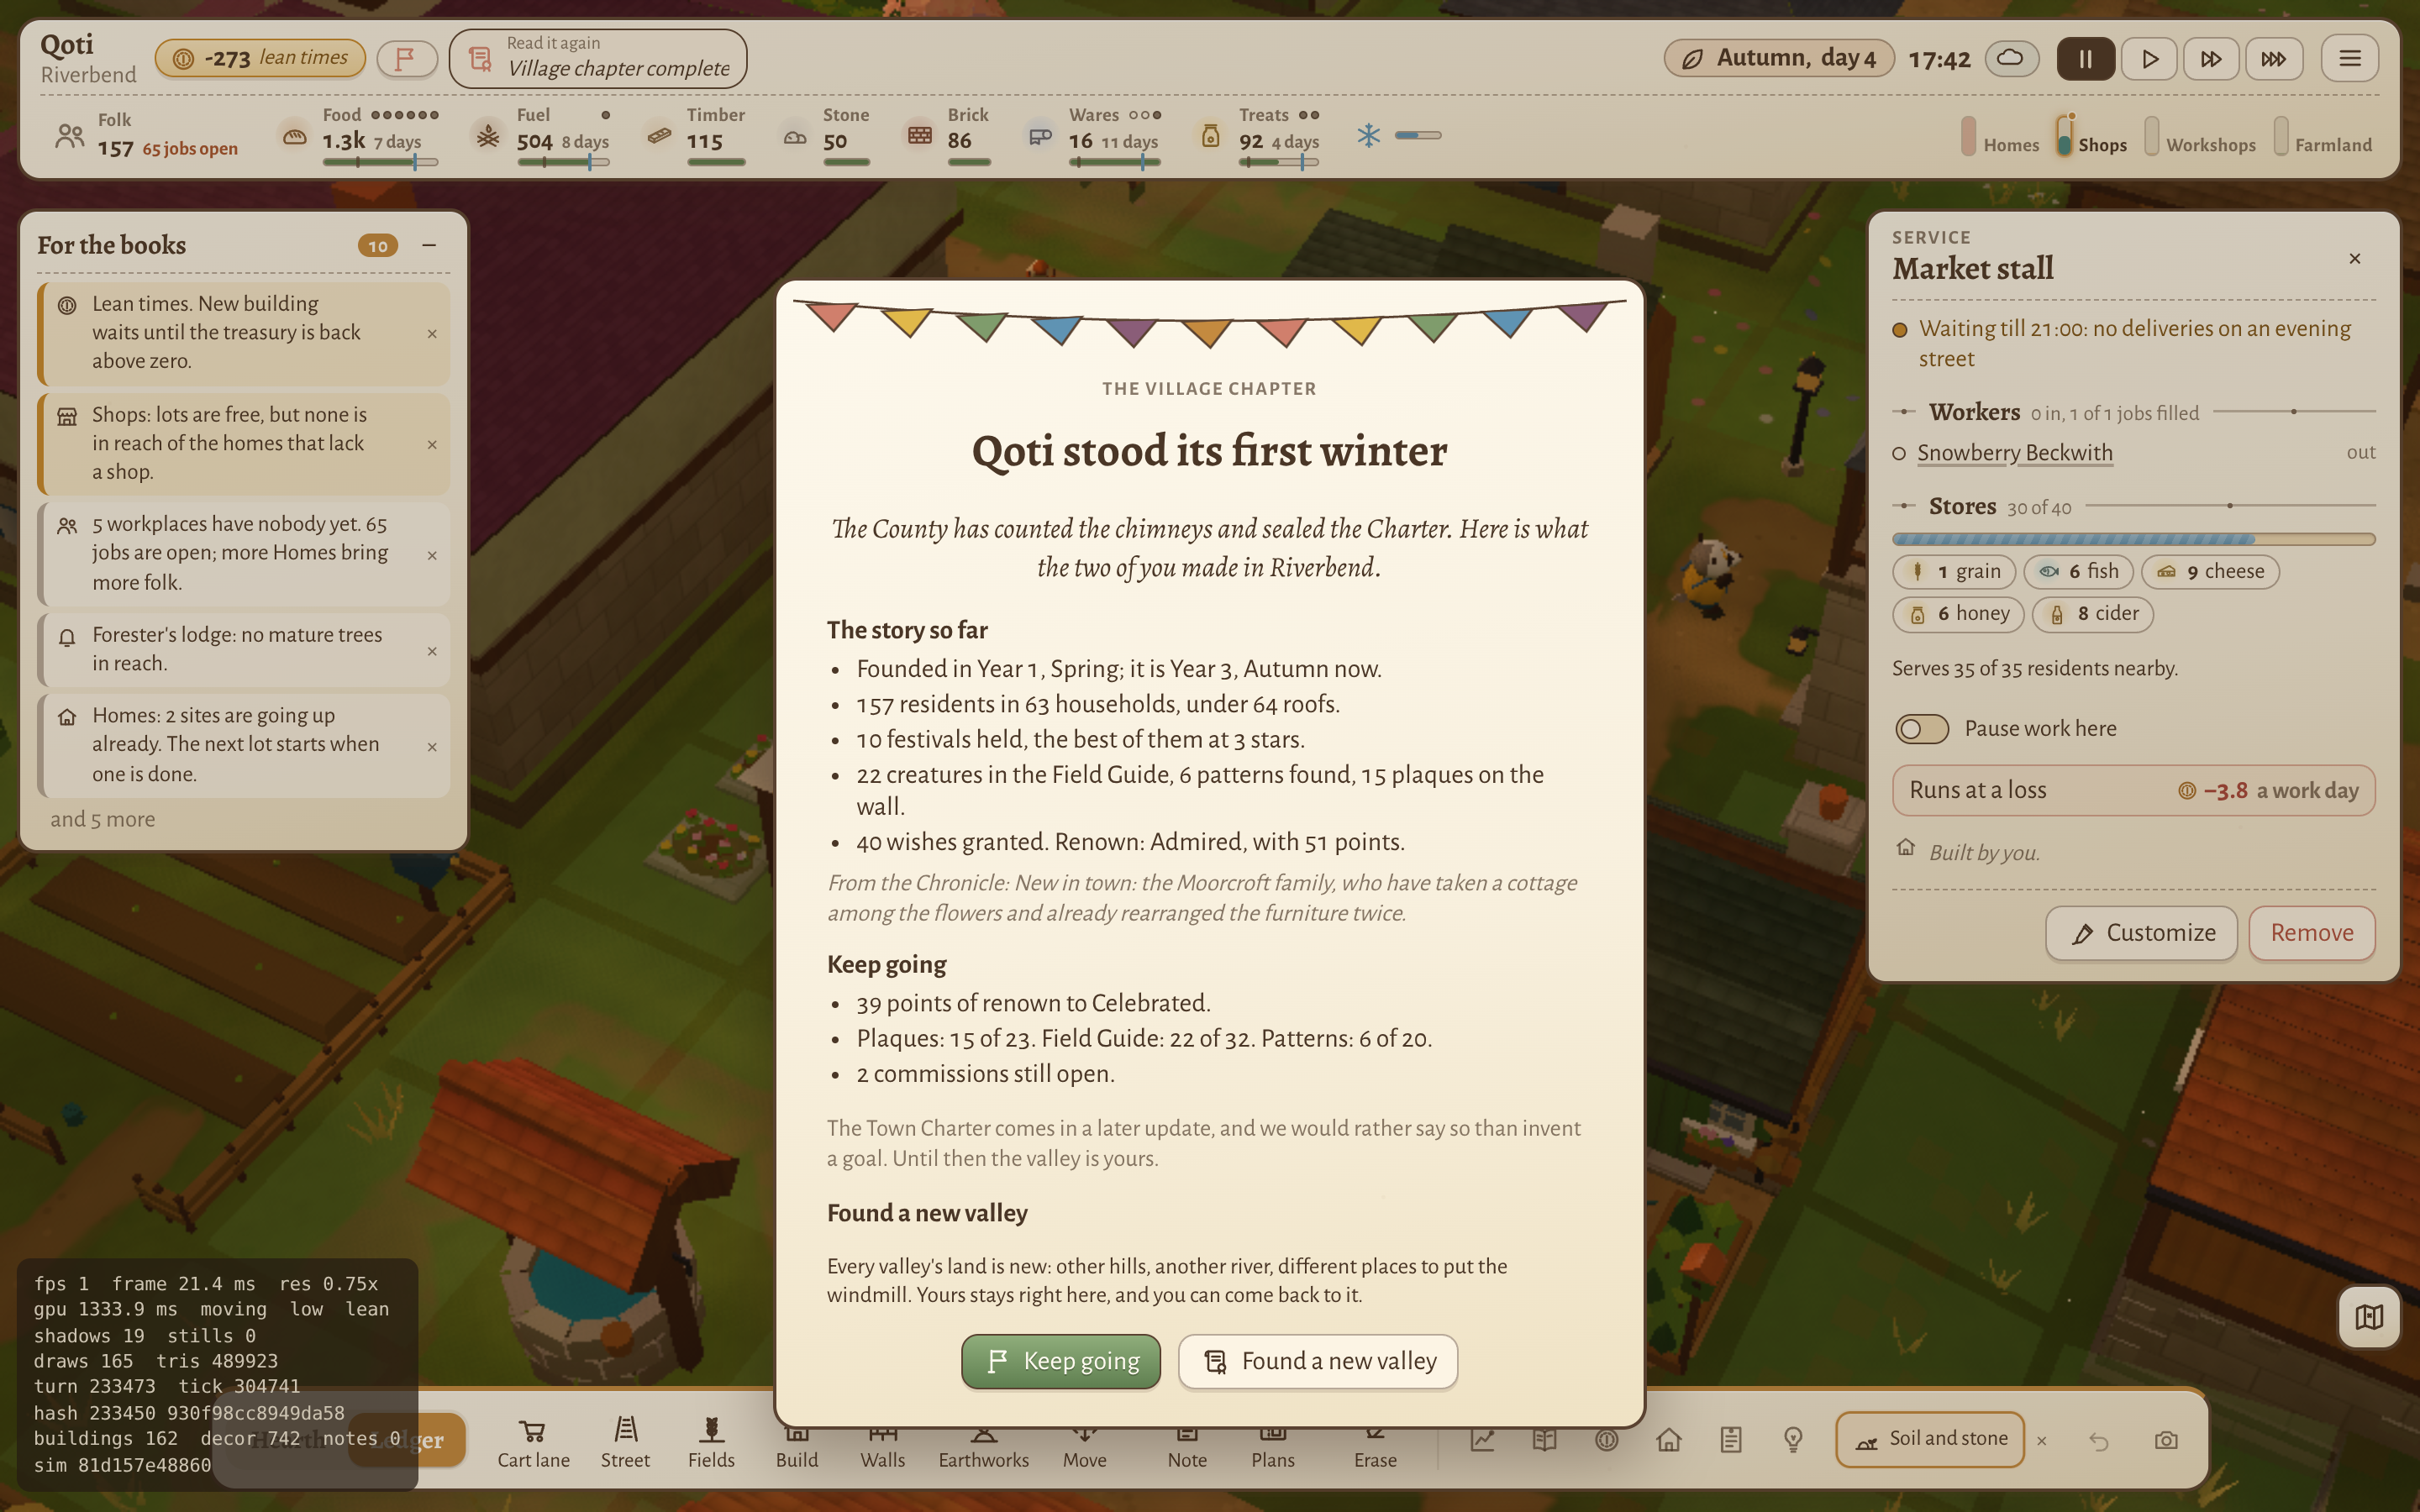 Qoti
Riverbend
-273 lean times
Read it again
Village chapter complete
Autumn, day 4
17:42
Folk
157 65 jobs open
Food
1.3k 7 days
Fuel
504 8 days
Timber
115
Stone
50
Brick
86
Wares
16 11 days
Treats
92 4 days
Homes
Shops
Workshops
Farmland
For the books
10
Lean times. New building
waits until the treasury is back
above zero.
Shops: lots are free, but none is
in reach of the homes that lack
a shop.
5 workplaces have nobody yet. 65
jobs are open; more Homes bring
more folk.
Forester's lodge: no mature trees
in reach.
Homes: 2 sites are going up
already. The next lot starts when
one is done.
and 5 more
THE VILLAGE CHAPTER
Qoti stood its first winter
The County has counted the chimneys and sealed the Charter. Here is what
the two of you made in Riverbend.
The story so far
• Founded in Year 1, Spring; it is Year 3, Autumn now.
• 157 residents in 63 households, under 64 roofs.
• 10 festivals held, the best of them at 3 stars.
• 22 creatures in the Field Guide, 6 patterns found, 15 plaques on the
wall.
• 40 wishes granted. Renown: Admired, with 51 points.
From the Chronicle: New in town: the Moorcroft family, who have taken a cottage
among the flowers and already rearranged the furniture twice.
Keep going
• 39 points of renown to Celebrated.
• Plaques: 15 of 23. Field Guide: 22 of 32. Patterns: 6 of 20.
• 2 commissions still open.
The Town Charter comes in a later update, and we would rather say so than invent
a goal. Until then the valley is yours.
Found a new valley
Every valley's land is new: other hills, another river, different places to put the
windmill. Yours stays right here, and you can come back to it.
Keep going
Found a new valley
SERVICE
Market stall
Waiting till 21:00: no deliveries on an evening
street
Workers 0 in, 1 of 1 jobs filled
Snowberry Beckwith out
Stores 30 of 40
1 grain
6 fish
9 cheese
6 honey
8 cider
Serves 35 of 35 residents nearby.
Pause work here
Runs at a loss −3.8 a work day
Built by you.
Customize
Remove
fps 1 frame 21.4 ms res 0.75x
gpu 1333.9 ms moving low lean
shadows 19 stills 0
draws 165 tris 489923
turn 233473 tick 304741
hash 233450 930f98cc8949da58
buildings 162 decor 742 notes 0
sim 81d157e48860
Hearth
Ledger
Cart lane
Street
Fields
Build
Walls
Earthworks
Move
Note
Plans
Erase
Soil and stone